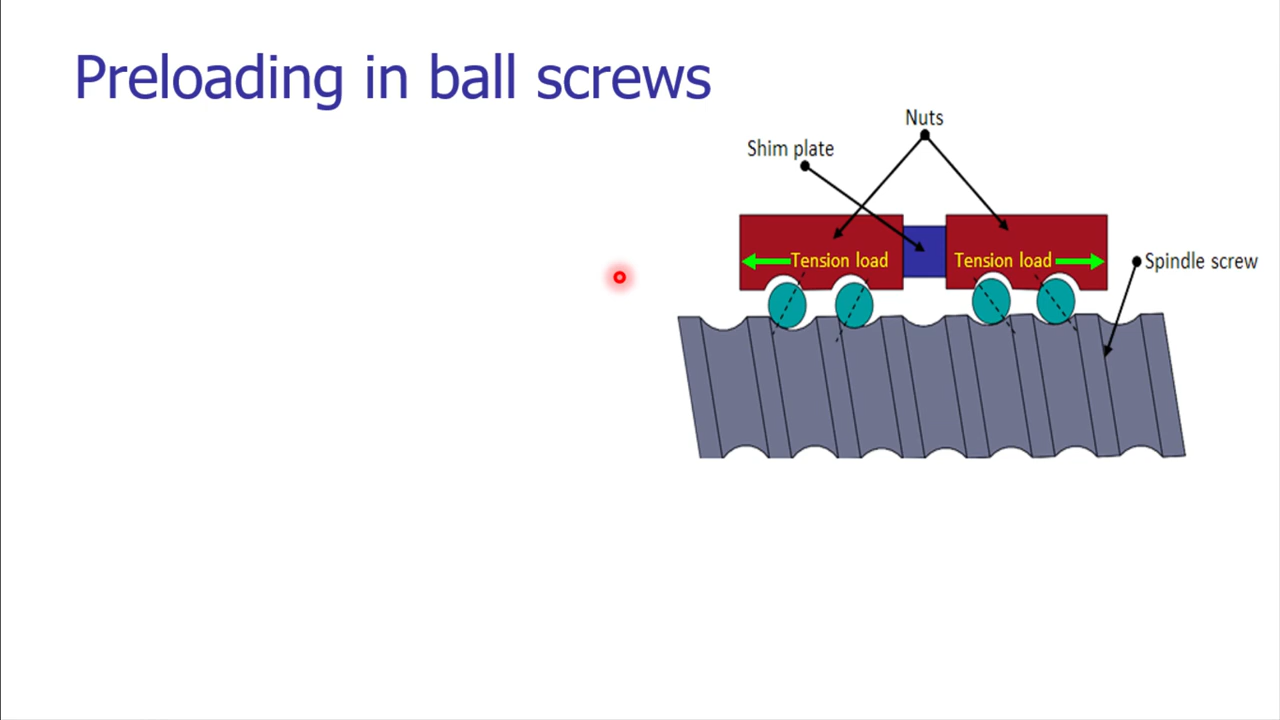 Preloading in ball screws
Nuts
Shim plate
Tension load
Tension load
Spindle screw